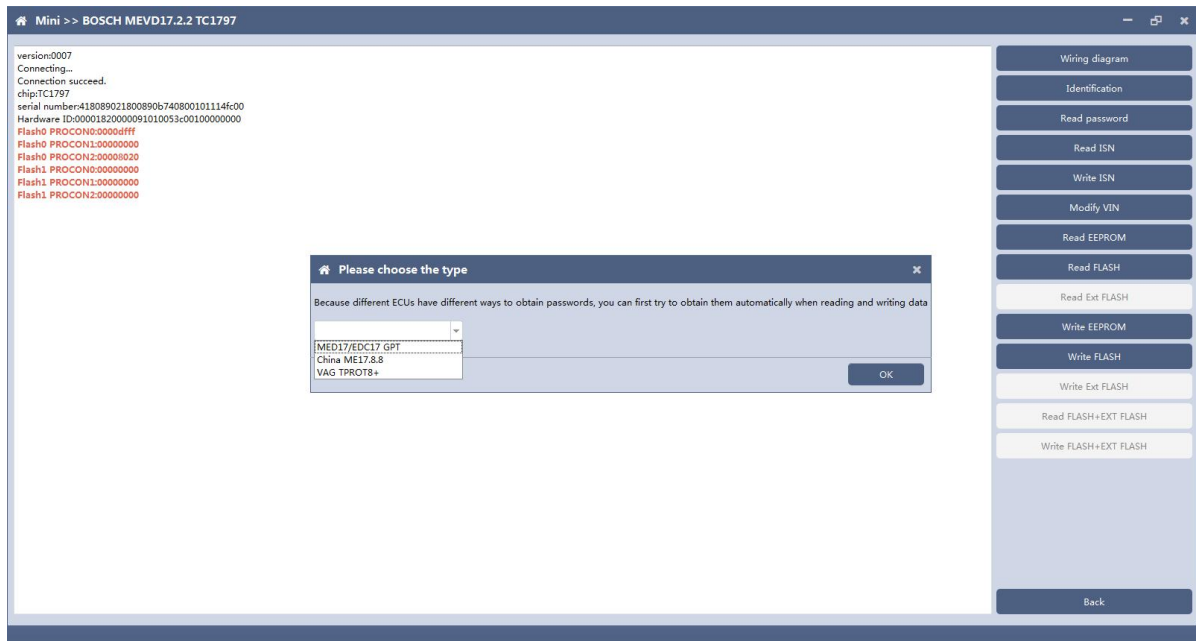 Mini >> BOSCH MEVD17.2.2 TC1797
version:0007
Connecting...
Connection succeed.
chip:TC1797
serial number:418089021800890b740800101114fc00
Hardware ID:00001820000091010053c00100000000
Flash0 PROCON0:0000dfff
Flash0 PROCON1:00000000
Flash0 PROCON2:00008020
Flash1 PROCON0:00000000
Flash1 PROCON1:00000000
Flash1 PROCON2:00000000
Please choose the type
Because different ECUs have different ways to obtain passwords, you can first try to obtain them automatically when reading and writing data
MED17/EDC17 GPT
China ME17.8.8
VAG TPROT8+
OK
Wiring diagram
Identification
Read password
Read ISN
Write ISN
Modify VIN
Read EEPROM
Read FLASH
Read Ext FLASH
Write EEPROM
Write FLASH
Write Ext FLASH
Read FLASH+EXT FLASH
Write FLASH+EXT FLASH
Back